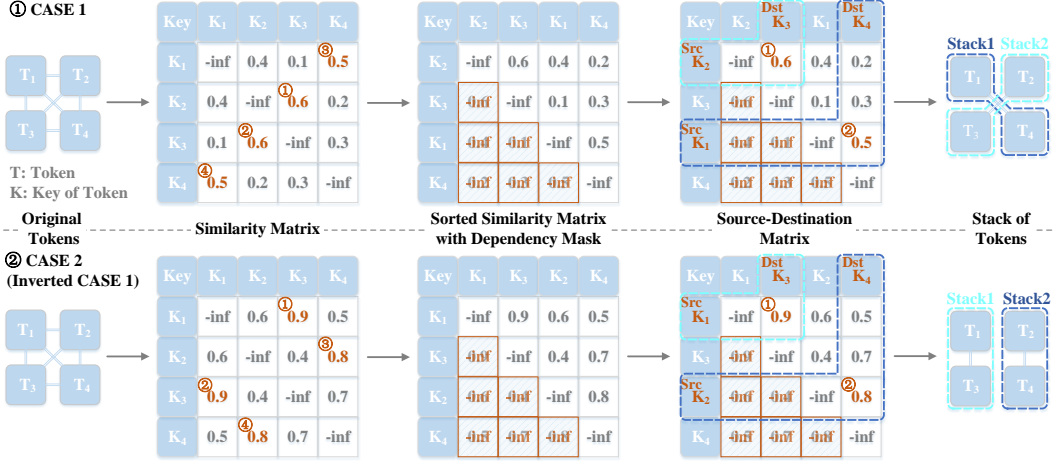 ① CASE 1
T₁ T₂
T₃ T₄
T: Token
K: Key of Token
Original
Tokens
Key K₁ K₂ K₃ K₄
K₁ -inf 0.4 0.1 ③ 0.5
K₂ 0.4 -inf ① 0.6 0.2
K₃ 0.1 ② 0.6 -inf 0.3
K₄ ④ 0.5 0.2 0.3 -inf
Similarity Matrix
Key K₂ K₃ K₁ K₄
K₂ -inf 0.6 0.4 0.2
K₃ -inf -inf 0.1 0.3
K₁ -inf -inf -inf 0.5
K₄ -inf -inf -inf -inf
Sorted Similarity Matrix
with Dependency Mask
Key K₂ Dst K₃ K₁ Dst K₄
Src K₂ -inf ① 0.6 0.4 0.2
K₃ -inf -inf 0.1 0.3
Src K₁ -inf -inf -inf ② 0.5
K₄ -inf -inf -inf -inf
Source-Destination
Matrix
Stack1 Stack2
T₁ T₂
T₃ T₄
Stack of
Tokens
② CASE 2
(Inverted CASE 1)
T₁ T₂
T₃ T₄
Key K₁ K₂ K₃ K₄
K₁ -inf 0.6 ① 0.9 0.5
K₂ 0.6 -inf 0.4 ③ 0.8
K₃ ② 0.9 0.4 -inf 0.7
K₄ 0.5 ④ 0.8 0.7 -inf
Key K₁ K₃ K₂ K₄
K₁ -inf 0.9 0.6 0.5
K₃ -inf -inf 0.4 0.7
K₂ -inf -inf -inf 0.8
K₄ -inf -inf -inf -inf
Key K₁ Dst K₃ K₂ Dst K₄
Src K₁ -inf ① 0.9 0.6 0.5
K₃ -inf -inf 0.4 0.7
Src K₂ -inf -inf -inf ② 0.8
K₄ -inf -inf -inf -inf
Stack1 Stack2
T₁ T₂
T₃ T₄